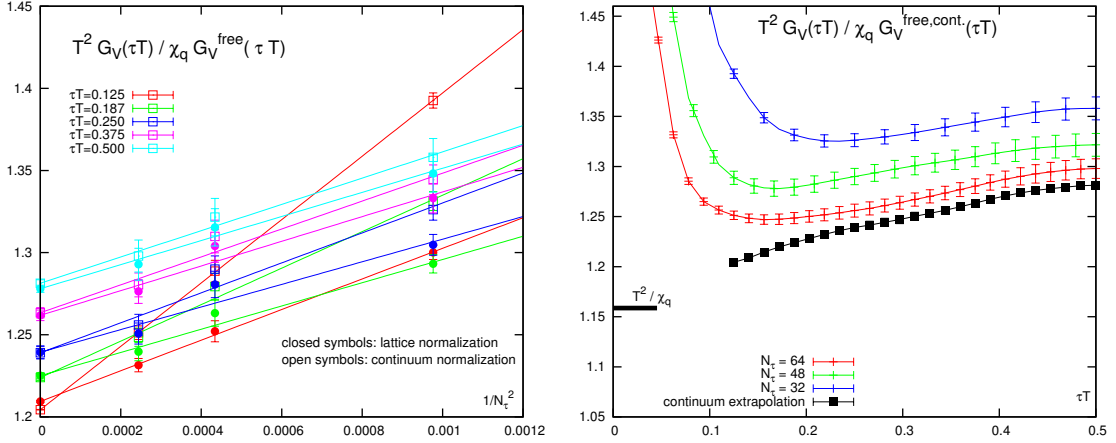 T² G_V(τT) / χ_q G_V^free( τ T)
τT=0.125
τT=0.187
τT=0.250
τT=0.375
τT=0.500
closed symbols: lattice normalization
open symbols: continuum normalization
1/N_τ²
1.4
1.35
1.3
1.25
1.2
0
0.0002
0.0004
0.0006
0.0008
0.001
0.0012
T² G_V(τT) / χ_q G_V^free,cont.(τT)
T² / χ_q
N_τ = 64
N_τ = 48
N_τ = 32
continuum extrapolation
τT
1.45
1.4
1.35
1.3
1.25
1.2
1.15
1.1
1.05
0
0.1
0.2
0.3
0.4
0.5